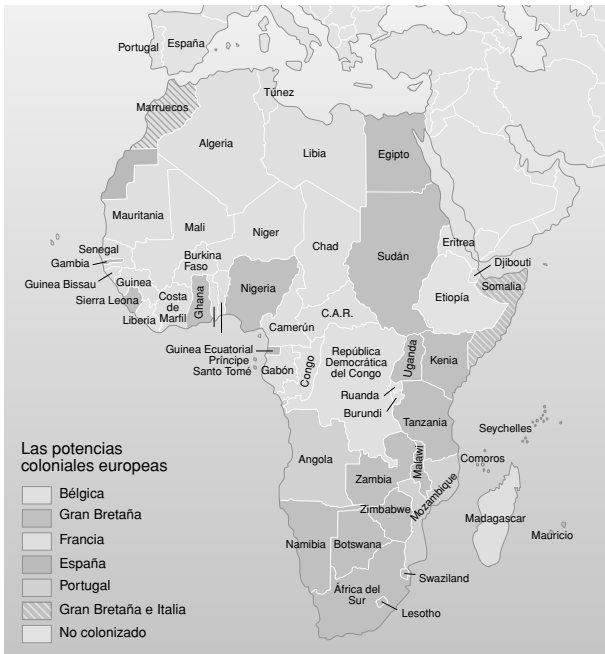 Portugal
España
Túnez
Marruecos
Algeria
Libia
Egipto
Mauritania
Mali
Niger
Chad
Sudán
Eritrea
Djibouti
Senegal
Gambia
Burkina
Faso
Guinea Bissau
Guinea
Sierra Leona
Liberia
Costa
de
Marfil
Ghana
Nigeria
Etiopía
Somalia
C.A.R.
Camerún
Guinea Ecuatorial
Príncipe
Santo Tomé
Gabón
Congo
República
Democrática
del Congo
Uganda
Kenia
Ruanda
Burundi
Tanzania
Seychelles
Angola
Malawi
Comoros
Zambia
Mozambique
Zimbabwe
Madagascar
Mauricio
Namibia
Botswana
Swaziland
África del
Sur
Lesotho
Las potencias
coloniales europeas
Bélgica
Gran Bretaña
Francia
España
Portugal
Gran Bretaña e Italia
No colonizado